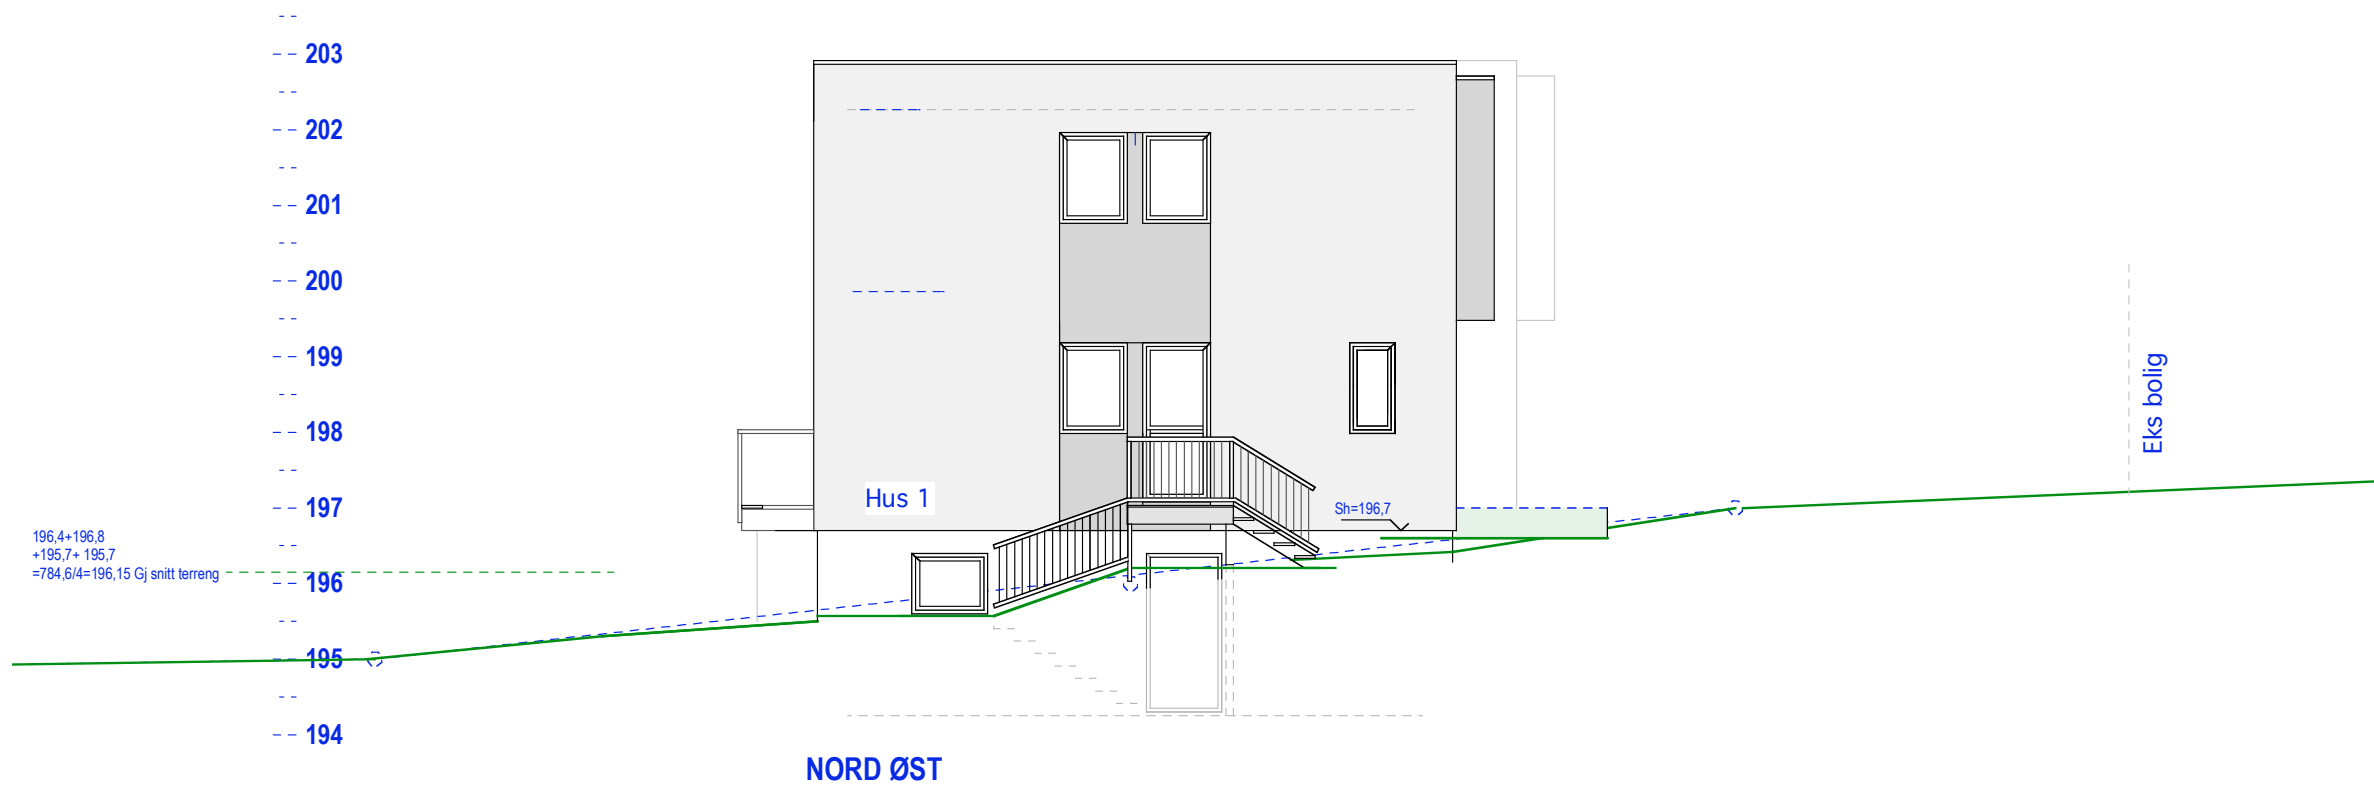 203
202
201
200
199
198
197
196
195
194
196,4+196,8
+195,7+ 195,7
=784,6/4=196,15 Gj snitt terreng
Hus 1
Sh=196,7
Eks bolig
NORD ØST